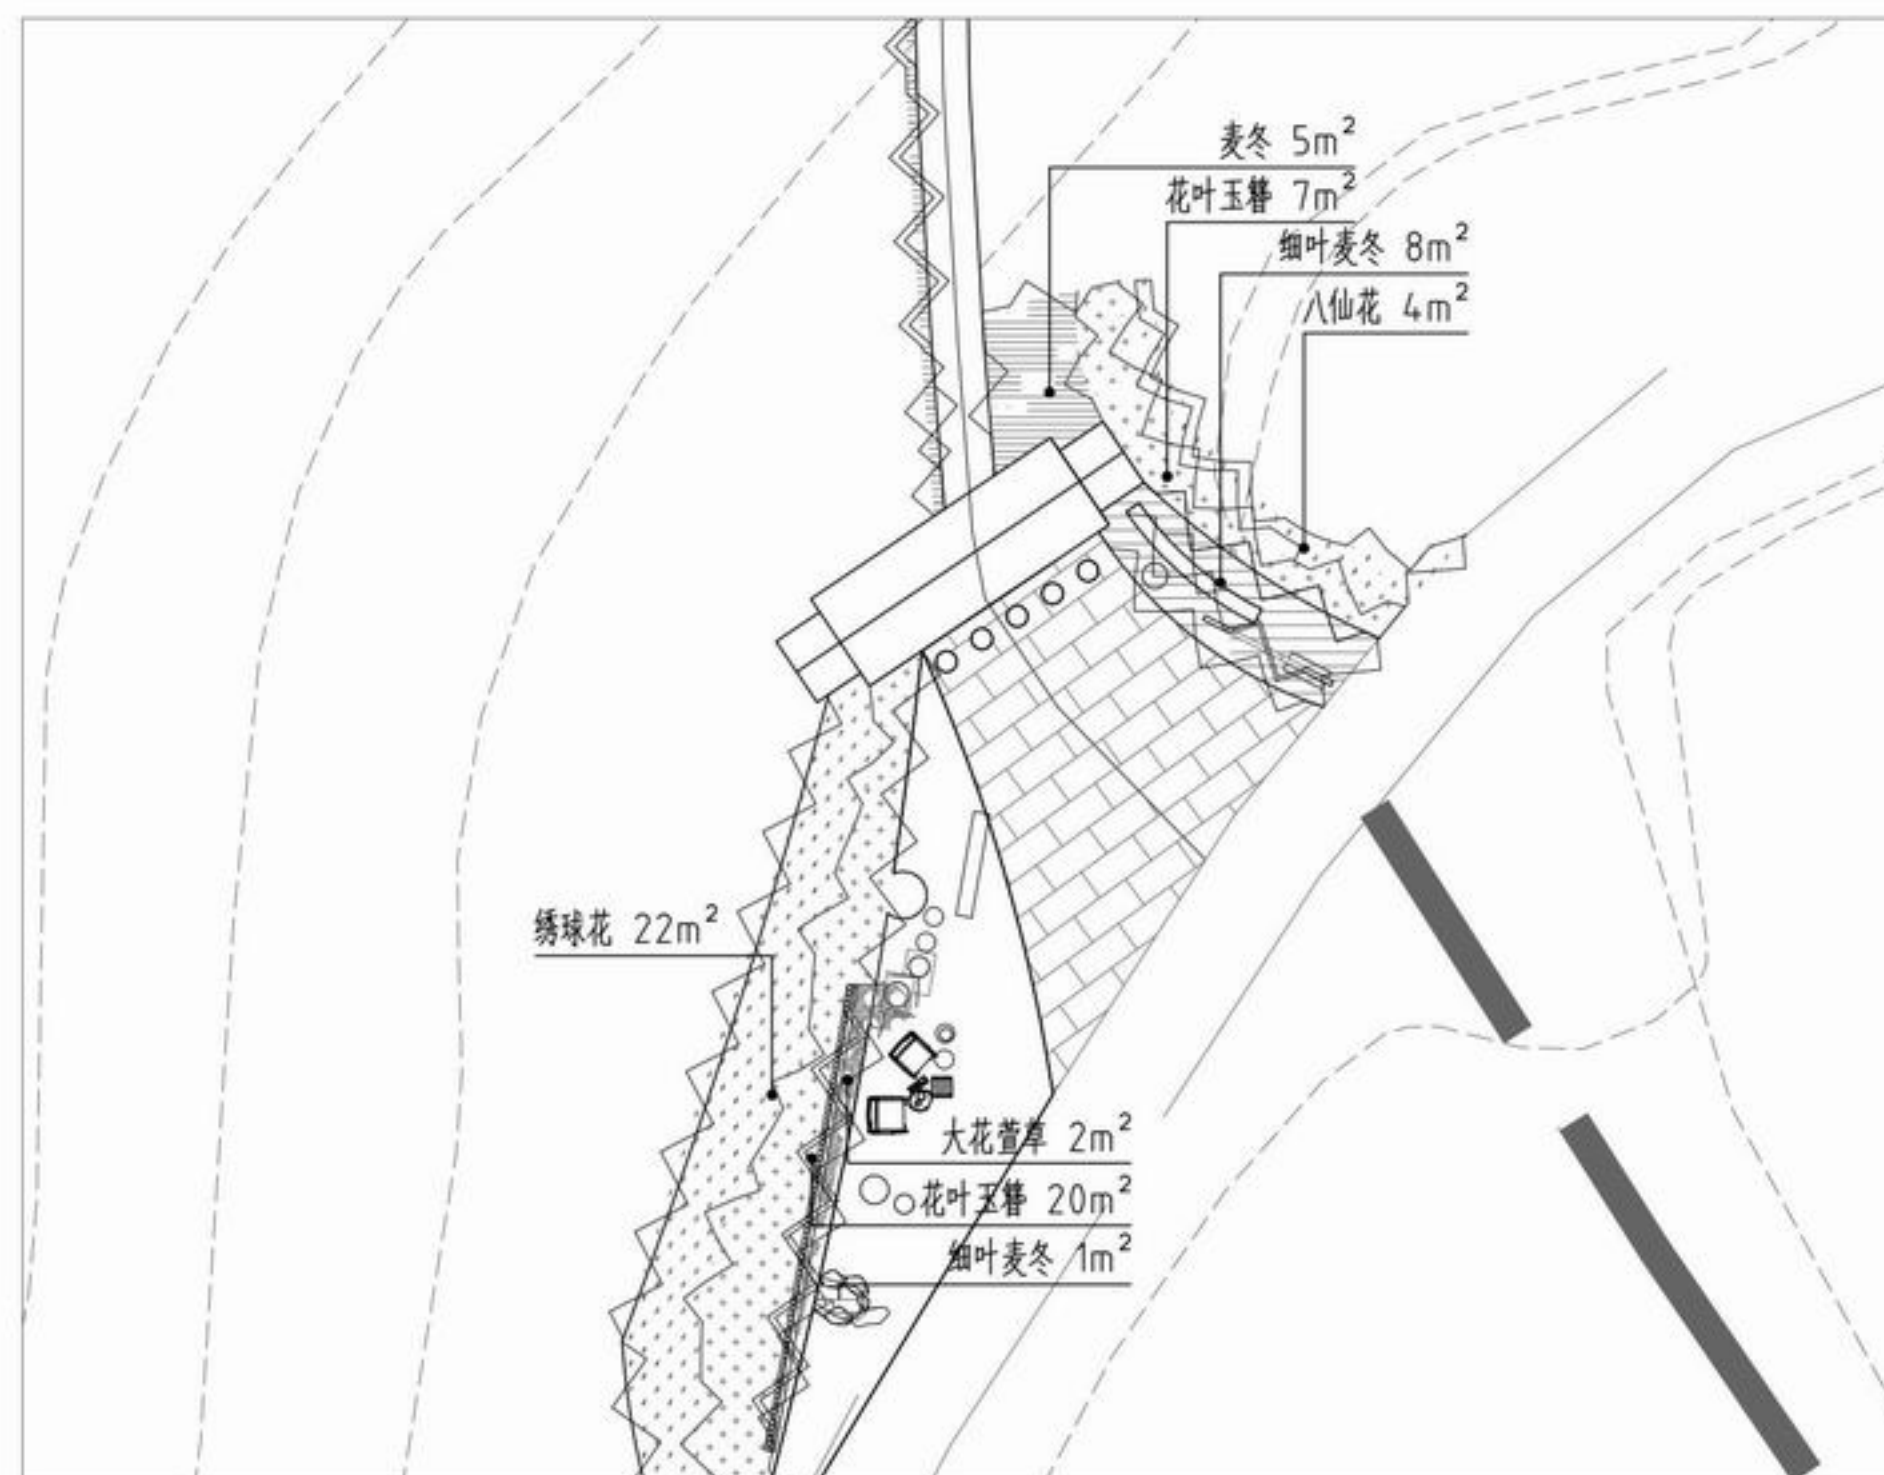 麦冬 5m²
花叶玉簪 7m²
细叶麦冬 8m²
八仙花 4m²
绣球花 22m²
大花萱草 2m²
花叶玉簪 20m²
细叶麦冬 1m²